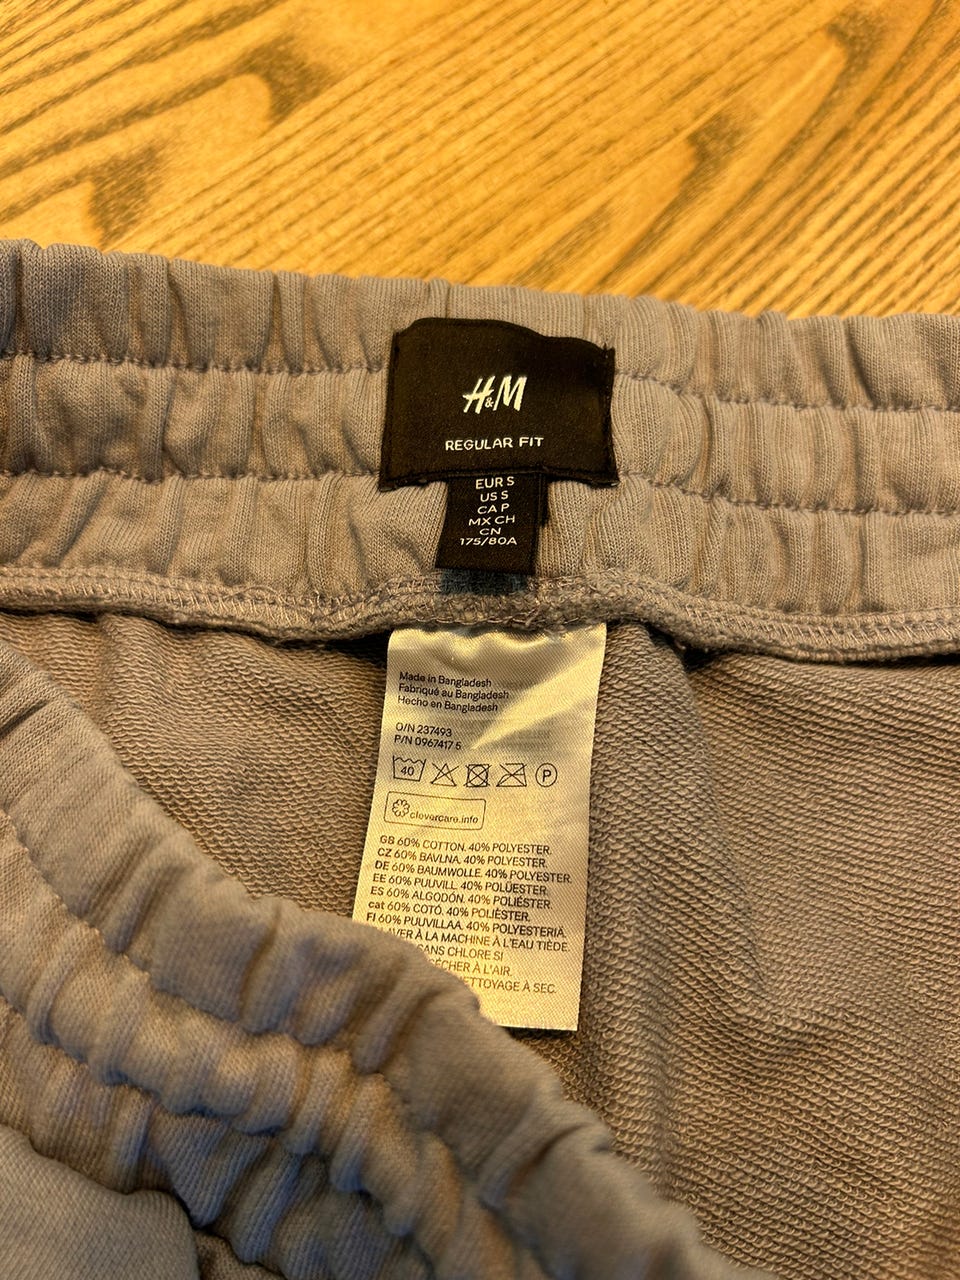 H&M
REGULAR FIT
EUR S
US S
CA P
MX CH
CN
175/80A
Made in Bangladesh
Fabriqué au Bangladesh
Hecho en Bangladesh
O/N 237493
P/N 0967417 5
40 P
clevercare.info
GB 60% COTTON. 40% POLYESTER.
CZ 60% BAVLNA. 40% POLYESTER.
DE 60% BAUMWOLLE. 40% POLYESTER.
EE 60% PUUVILL. 40% POLÜESTER.
ES 60% ALGODÓN. 40% POLIÉSTER.
cat 60% COTÓ. 40% POLIÈSTER.
FI 60% PUUVILLAA. 40% POLYESTERIÄ.
À LA MACHINE À L'EAU TIÈDE.
SANS CHLORE SI
À L'AIR.
À SEC.